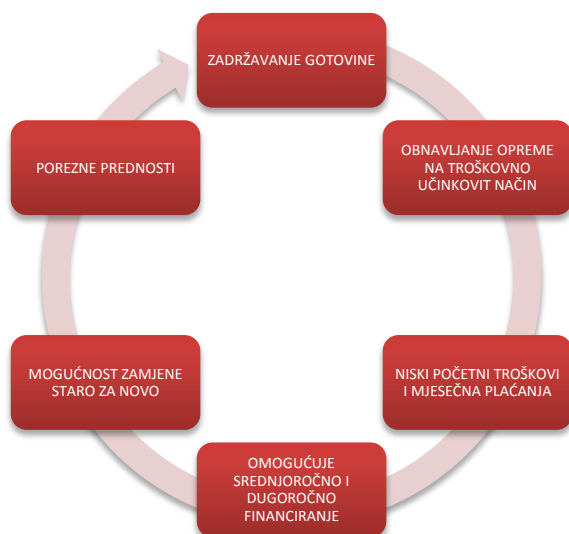 ZADRŽAVANJE GOTOVINE
OBNAVLJANJE OPREME
NA TROŠKOVNO
UČINKOVIT NAČIN
NISKI POČETNI TROŠKOVI
I MJESEČNA PLAĆANJA
OMOGUĆUJE
SREDNJOROČNO I
DUGOROČNO
FINANCIRANJE
MOGUĆNOST ZAMJENE
STARO ZA NOVO
POREZNE PREDNOSTI